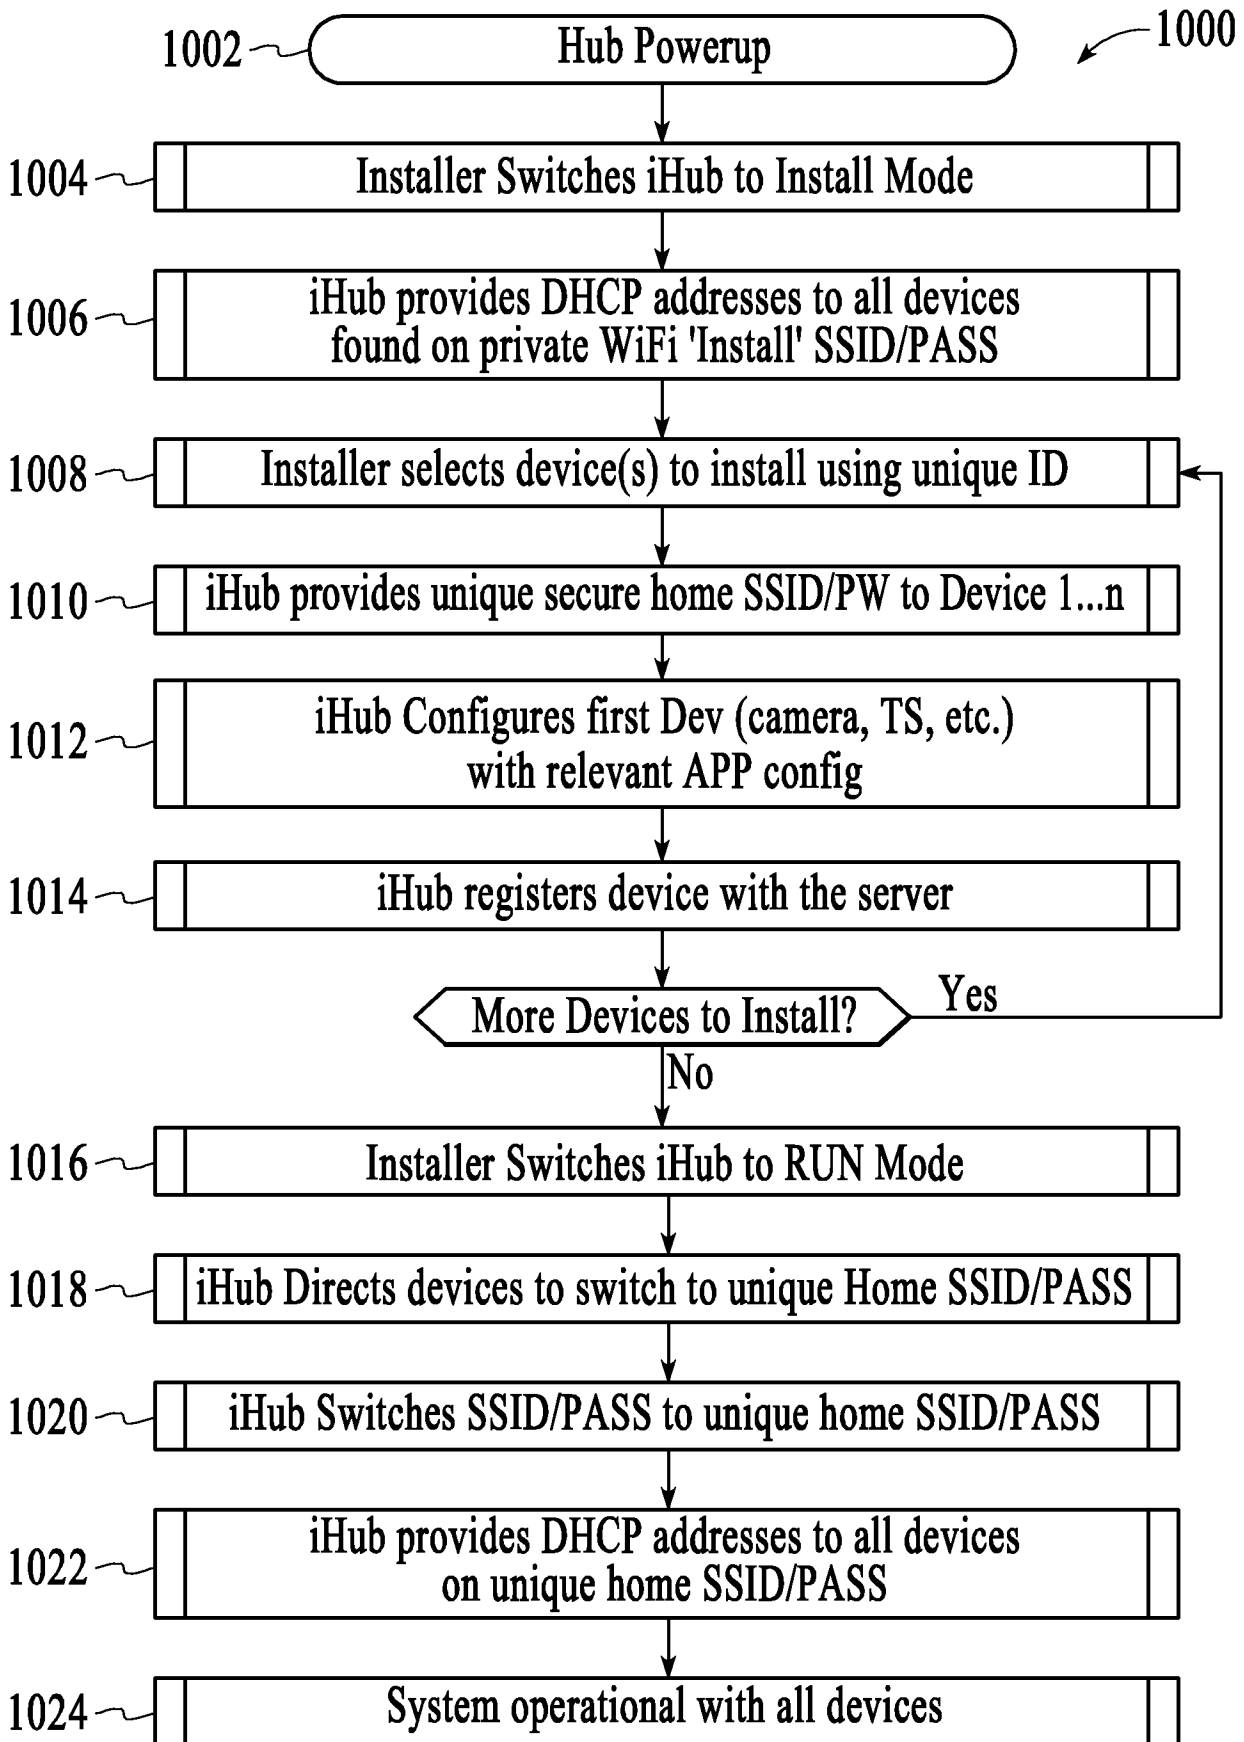 1000
1002
Hub Powerup
1004
Installer Switches iHub to Install Mode
1006
iHub provides DHCP addresses to all devices
found on private WiFi 'Install' SSID/PASS
1008
Installer selects device(s) to install using unique ID
1010
iHub provides unique secure home SSID/PW to Device 1...n
1012
iHub Configures first Dev (camera, TS, etc.)
with relevant APP config
1014
iHub registers device with the server
More Devices to Install?
Yes
No
1016
Installer Switches iHub to RUN Mode
1018
iHub Directs devices to switch to unique Home SSID/PASS
1020
iHub Switches SSID/PASS to unique home SSID/PASS
1022
iHub provides DHCP addresses to all devices
on unique home SSID/PASS
1024
System operational with all devices